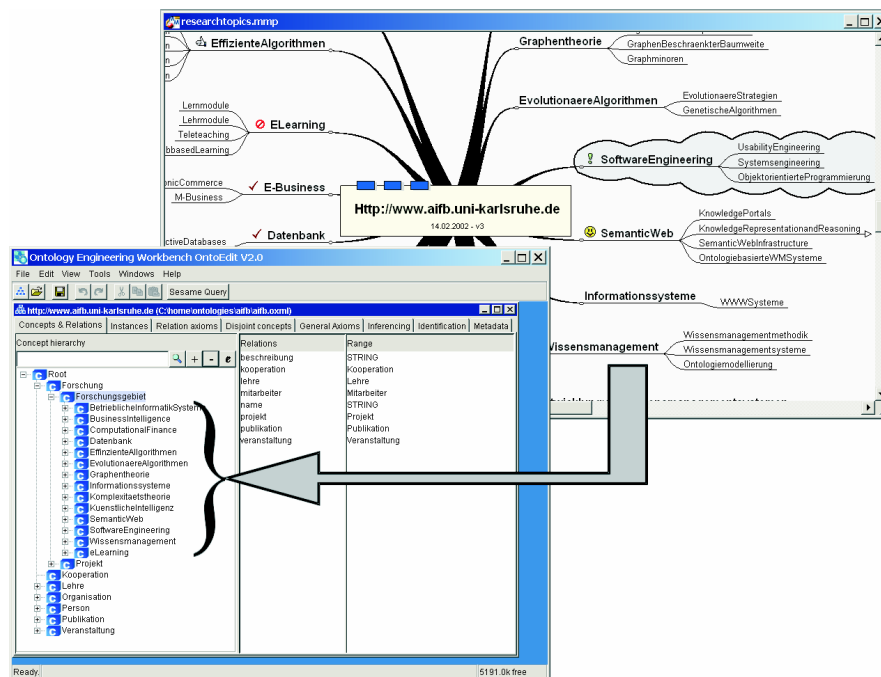 researchtopics.mmp
EffizienteAlgorithmen
Graphentheorie
GraphenBeschraenkterBaumweite
Graphminoren
EvolutionaereAlgorithmen
EvolutionaereStrategien
GenetischeAlgorithmen
Lernmodule
Lehrmodule
Teleteaching
bbasedLearning
ELearning
SoftwareEngineering
UsabilityEngineering
Systemsengineering
ObjektorientierteProgrammierung
onicCommerce
M-Business
E-Business
Http://www.aifb.uni-karlsruhe.de
14.02.2002 - v3
Datenbank
ctiveDatabases
SemanticWeb
KnowledgePortals
KnowledgeRepresentationandReasoning
SemanticWebInfrastructure
OntologiebasierteWMSysteme
Informationssysteme
WWWSysteme
Wissensmanagement
Wissensmanagementmethodik
Wissensmanagementsysteme
Ontologiemodellierung
Ontology Engineering Workbench OntoEdit V2.0
File Edit View Tools Windows Help
Sesame Query
http://www.aifb.uni-karlsruhe.de (C:\home\ontologies\aifb\aifb.oxml)
Concepts & Relations Instances Relation axioms Disjoint concepts General Axioms Inferencing Identification Metadata
Concept hierarchy
+ - e
Root
Forschung
Forschungsgebiet
BetrieblicheInformatikSystem
BusinessIntelligence
ComputationalFinance
Datenbank
EffinzienteAlgorithmen
EvolutionaereAlgorithmen
Graphentheorie
Informationssysteme
Komplexitaetstheorie
KuenstlicheIntelligenz
SemanticWeb
SoftwareEngineering
Wissensmanagement
eLearning
Projekt
Kooperation
Lehre
Organisation
Person
Publikation
Veranstaltung
Relations Range
beschreibung STRING
kooperation Kooperation
lehre Lehre
mitarbeiter Mitarbeiter
name STRING
projekt Projekt
publikation Publikation
veranstaltung Veranstaltung
Ready. 5191.0k free